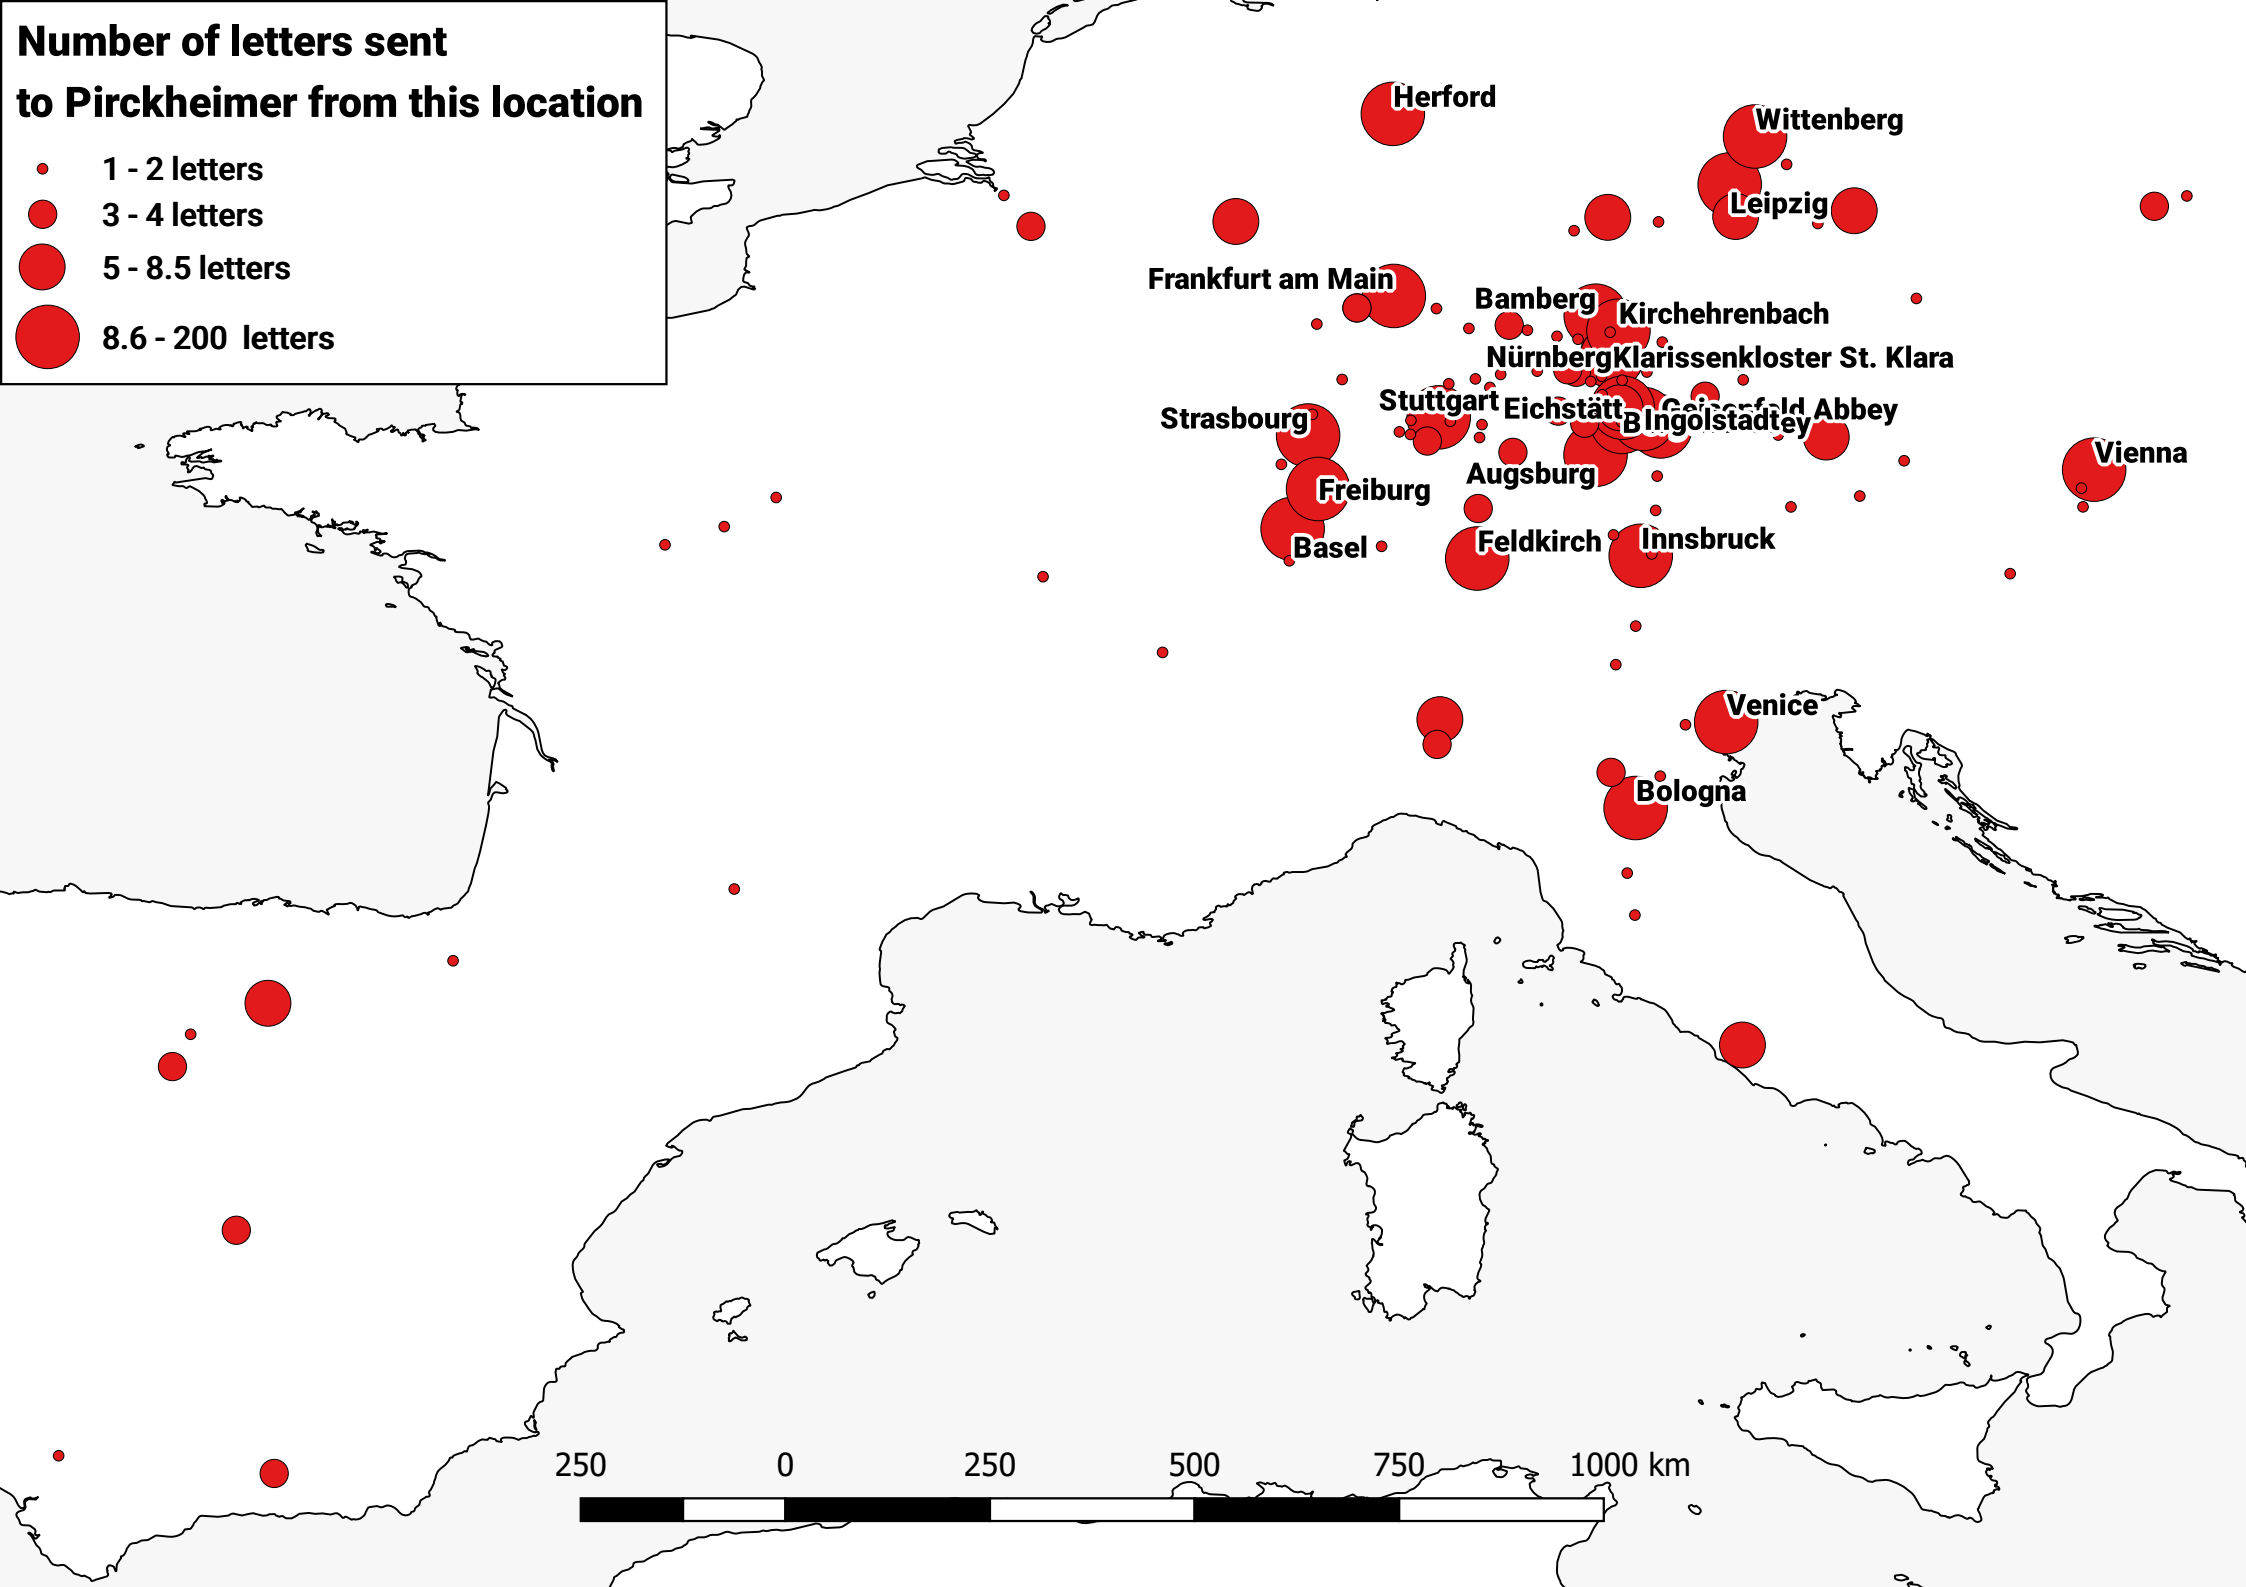 Number of letters sent
to Pirckheimer from this location
1 - 2 letters
3 - 4 letters
5 - 8.5 letters
8.6 - 200 letters
Herford
Wittenberg
Leipzig
Frankfurt am Main
Bamberg
Kirchehrenbach
Nürnberg
Klarissenkloster St. Klara
Stuttgart
Eichstätt
Geisenfeld Abbey
Ingolstadt
Strasbourg
Vienna
Augsburg
Freiburg
Basel
Feldkirch
Innsbruck
Venice
Bologna
250 0 250 500 750 1000 km